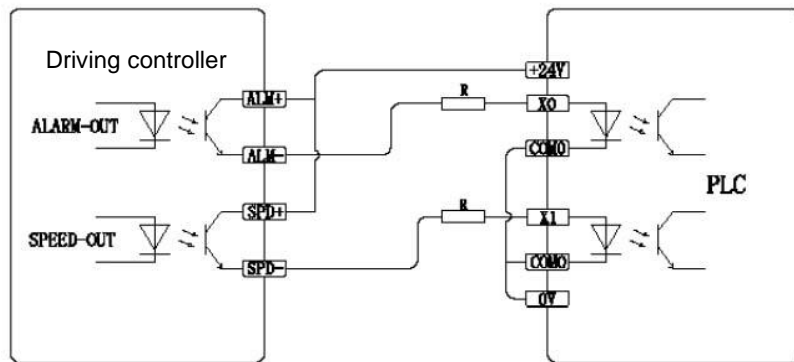 Driving controller
+24V
ALM+
R
X0
ALARM-OUT
ALM-
COM0
PLC
SPD+
R
X1
SPEED-OUT
SPD-
COM0
0V